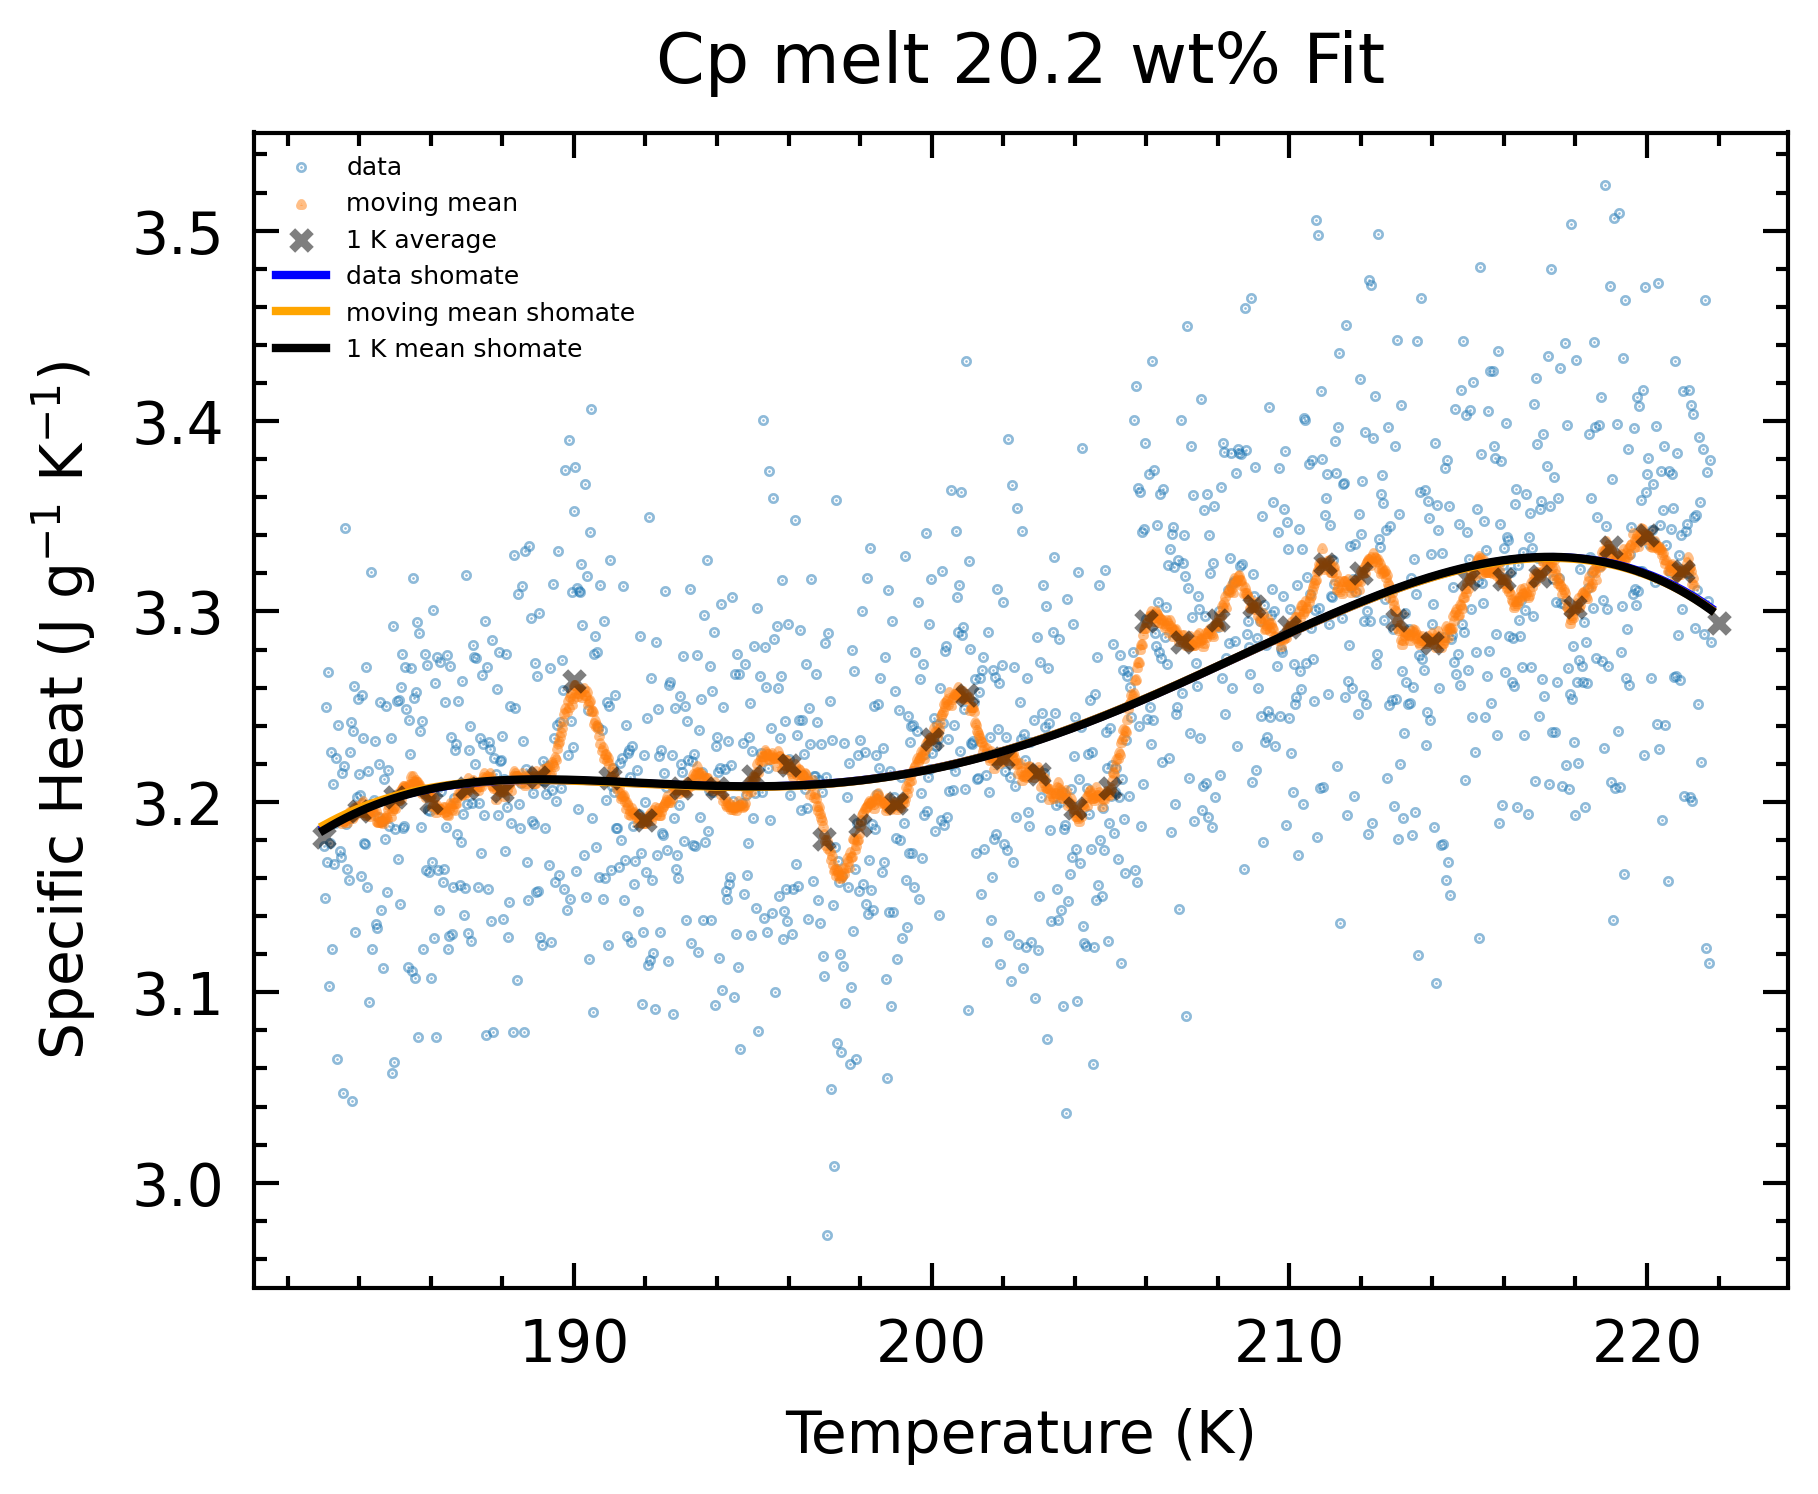 Cp melt 20.2 wt% Fit
data
moving mean
1 K average
data shomate
moving mean shomate
1 K mean shomate
Specific Heat (J g⁻¹ K⁻¹)
3.5
3.4
3.3
3.2
3.1
3.0
190 200 210 220
Temperature (K)